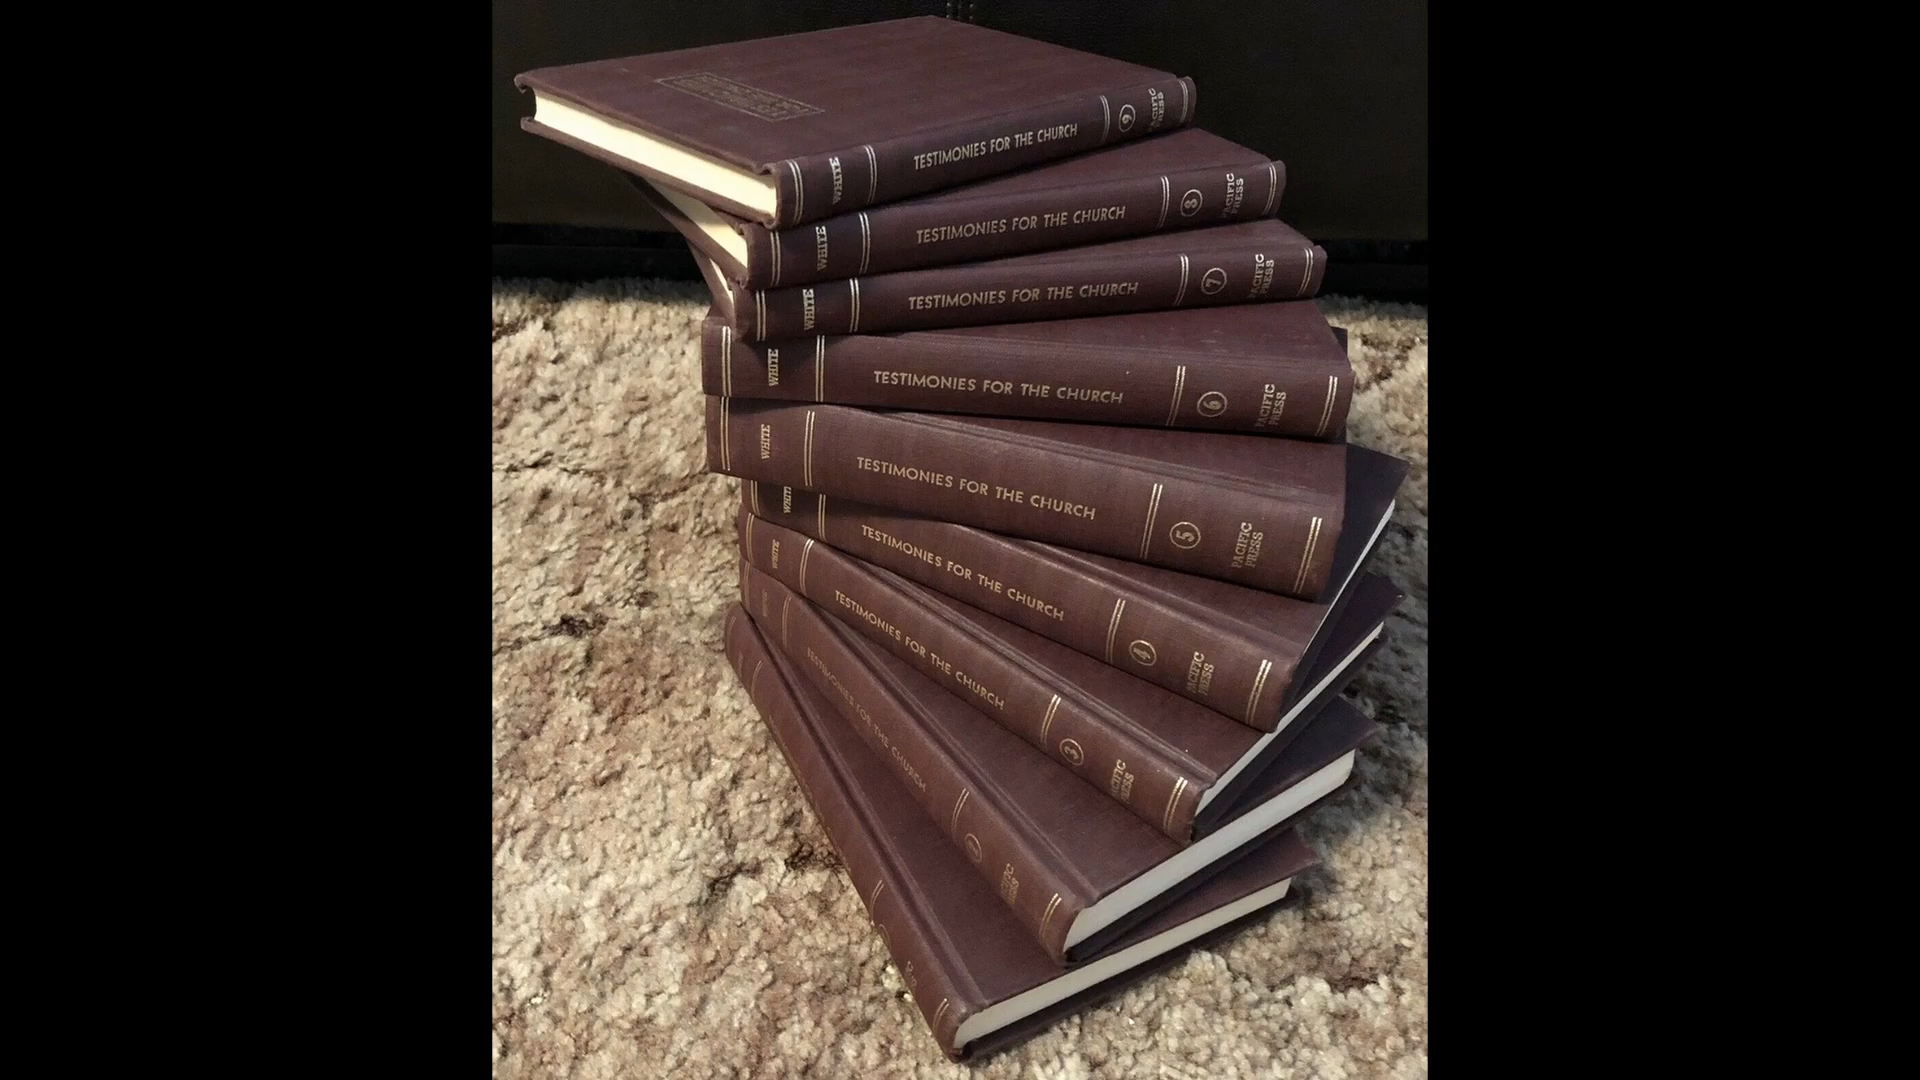 WHITE
TESTIMONIES FOR THE CHURCH
9
PACIFIC
PRESS
WHITE
TESTIMONIES FOR THE CHURCH
8
PACIFIC
PRESS
WHITE
TESTIMONIES FOR THE CHURCH
7
PACIFIC
PRESS
WHITE
TESTIMONIES FOR THE CHURCH
6
PACIFIC
PRESS
WHITE
TESTIMONIES FOR THE CHURCH
5
PACIFIC
PRESS
WHITE
TESTIMONIES FOR THE CHURCH
4
PACIFIC
PRESS
WHITE
TESTIMONIES FOR THE CHURCH
3
PACIFIC
PRESS
TESTIMONIES FOR THE CHURCH
2